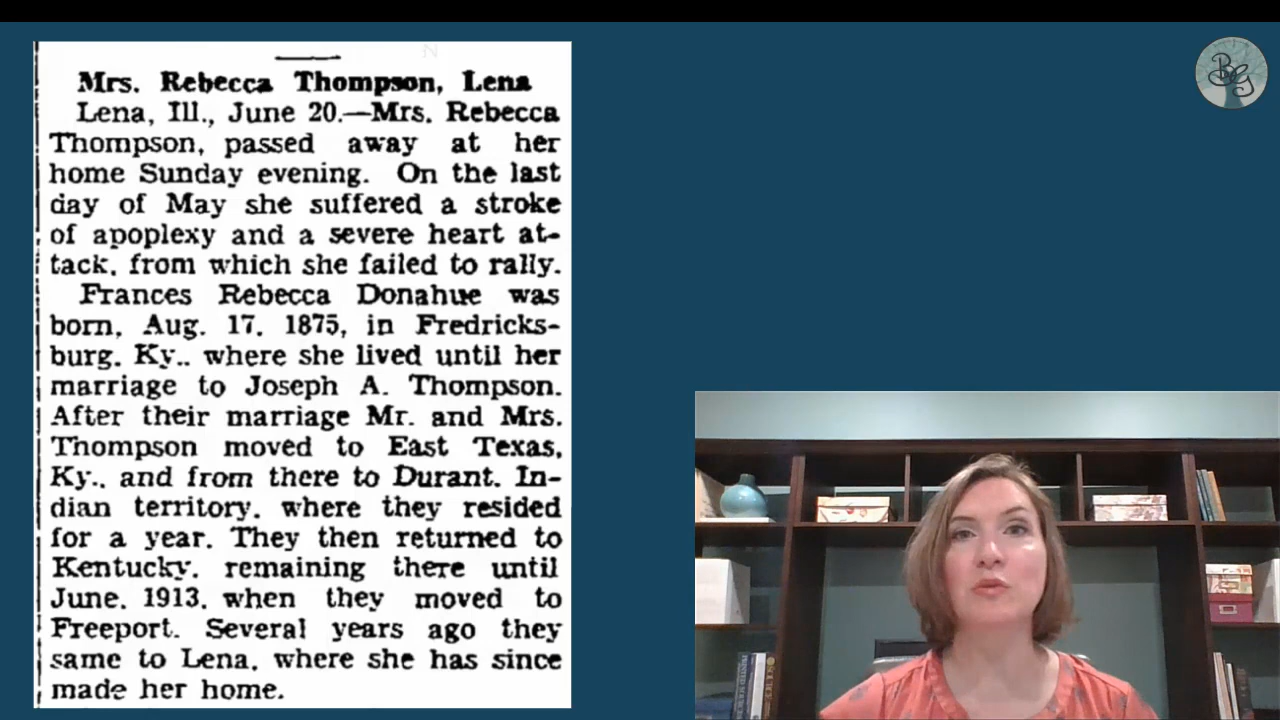 Mrs. Rebecca Thompson, Lena
Lena, Ill., June 20.—Mrs. Rebecca
Thompson, passed away at her
home Sunday evening. On the last
day of May she suffered a stroke
of apoplexy and a severe heart at-
tack, from which she failed to rally.
Frances Rebecca Donahue was
born, Aug. 17, 1875, in Fredricks-
burg, Ky., where she lived until her
marriage to Joseph A. Thompson.
After their marriage Mr. and Mrs.
Thompson moved to East Texas,
Ky., and from there to Durant, In-
dian territory, where they resided
for a year. They then returned to
Kentucky, remaining there until
June, 1913, when they moved to
Freeport. Several years ago they
same to Lena, where she has since
made her home.
BG